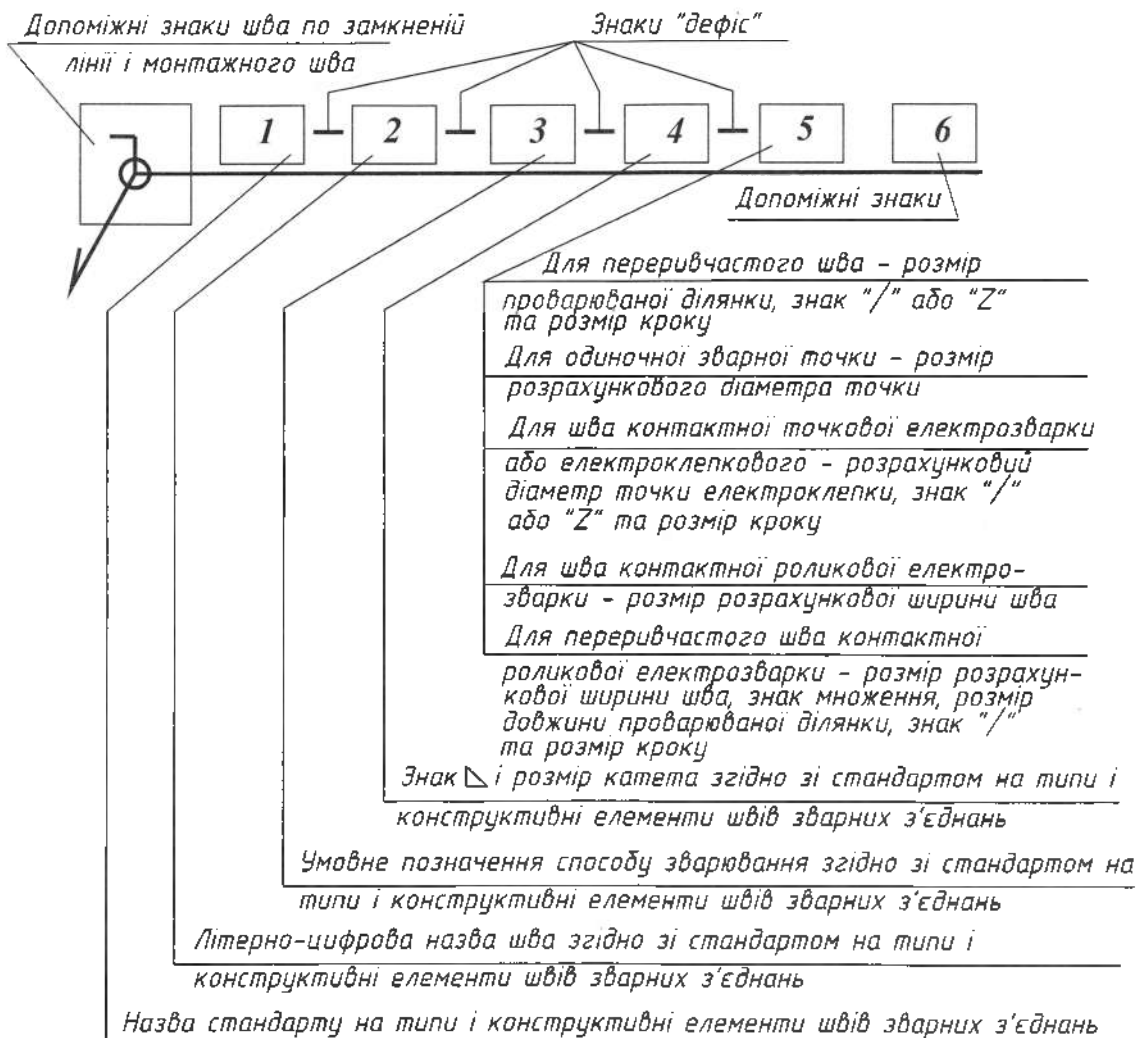 Допоміжні знаки шва по замкненій
лінії і монтажного шва
Знаки "дефіс"
1 – 2 – 3 – 4 – 5 6
Допоміжні знаки
Для переривчастого шва – розмір
проварюваної ділянки, знак "/" або "Z"
та розмір кроку
Для одиночної зварної точки – розмір
розрахункового діаметра точки
Для шва контактної точкової електрозварки
або електроклепкового – розрахунковий
діаметр точки електроклепки, знак "/"
або "Z" та розмір кроку
Для шва контактної роликової електро-
зварки – розмір розрахункової ширини шва
Для переривчастого шва контактної
роликової електрозварки – розмір розрахун-
кової ширини шва, знак множення, розмір
довжини проварюваної ділянки, знак "/"
та розмір кроку
Знак ◺ і розмір катета згідно зі стандартом на типи і
конструктивні елементи швів зварних з'єднань
Умовне позначення способу зварювання згідно зі стандартом на
типи і конструктивні елементи швів зварних з'єднань
Літерно-цифрова назва шва згідно зі стандартом на типи і
конструктивні елементи швів зварних з'єднань
Назва стандарту на типи і конструктивні елементи швів зварних з'єднань